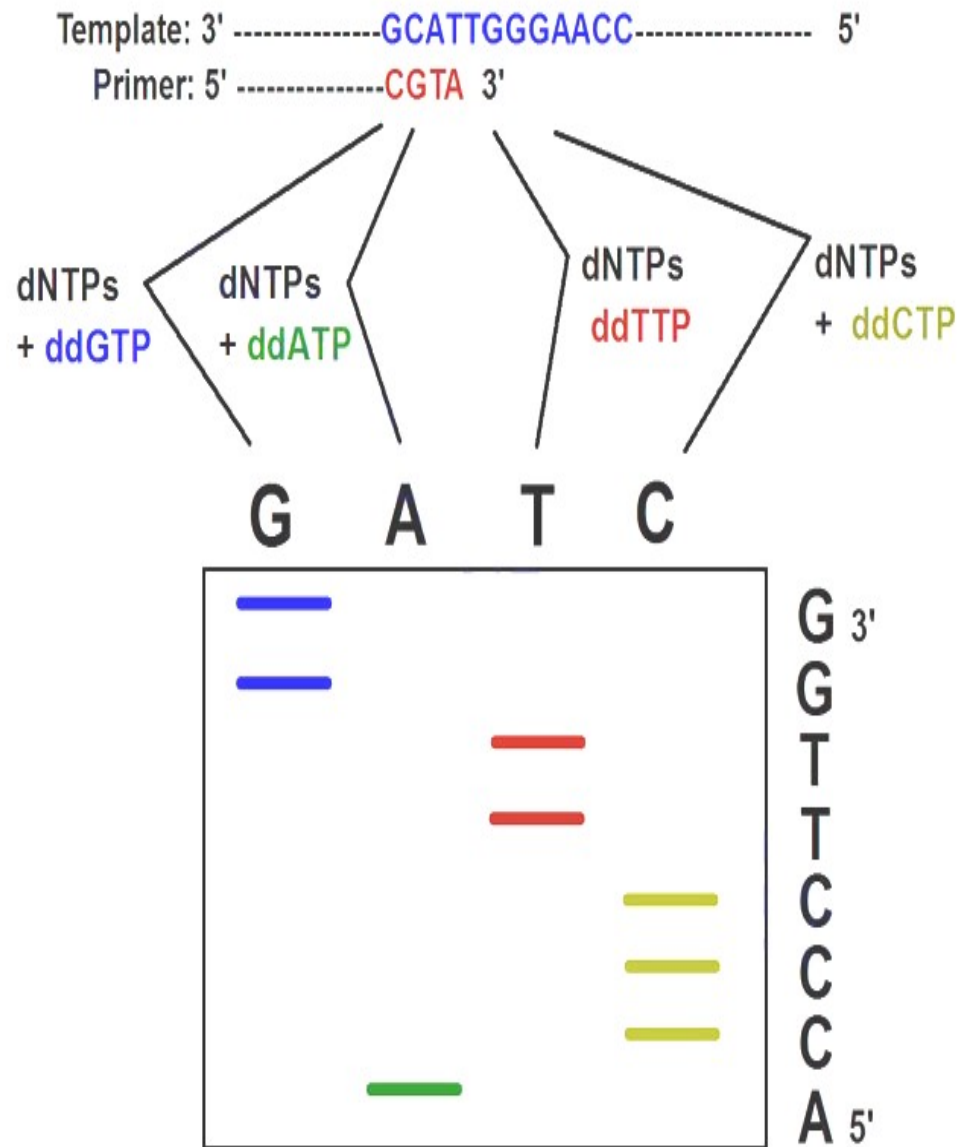 Template: 3' ---------------GCATTGGGAACC------------------ 5'
Primer: 5' ---------------CGTA 3'
dNTPs
+ ddGTP
dNTPs
+ ddATP
dNTPs
ddTTP
dNTPs
+ ddCTP
G A T C
G 3'
G
T
T
C
C
C
A 5'